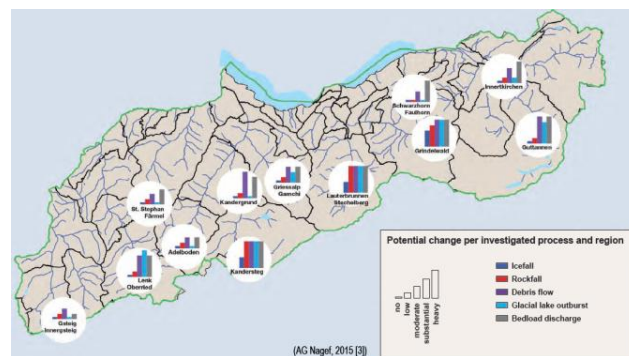 Innertkirchen
Schwarzhorn
Faulhorn
Grindelwald
Guttannen
Griesalp
Gamchi
Lauterbrunnen
Stechelberg
Kandergrund
St. Stephan
Färmel
Adelboden
Kandersteg
Lenk
Oberried
Gsteig
Innergsteig
Potential change per investigated process and region
no
low
moderate
substantial
heavy
Icefall
Rockfall
Debris flow
Glacial lake outburst
Bedload discharge
(AG Nagef, 2015 [3])